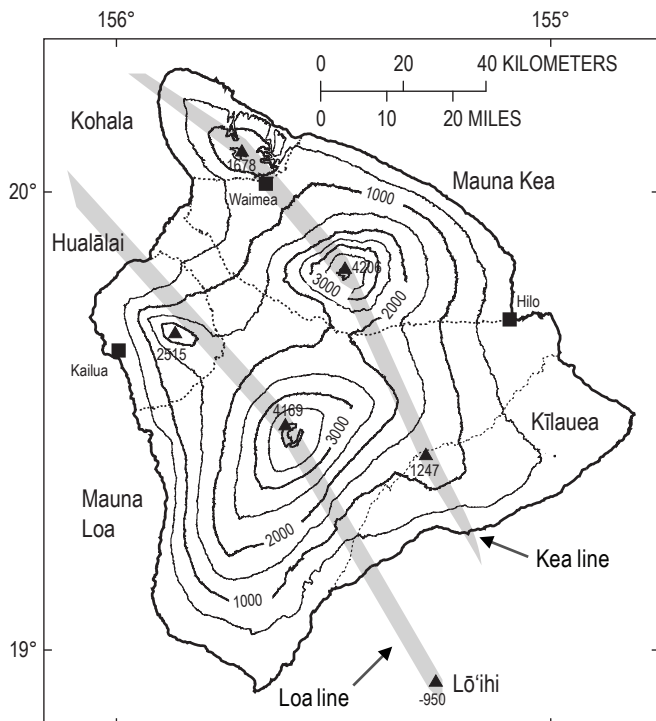 156°
155°
0 20 40 KILOMETERS
0 10 20 MILES
Kohala
1678
Waimea
20°
Mauna Kea
1000
Hualālai
4206
3000
2000
Hilo
2515
Kailua
4169
3000
Kīlauea
1247
Mauna
Loa
2000
Kea line
1000
19°
Loa line
Lō‘ihi
-950